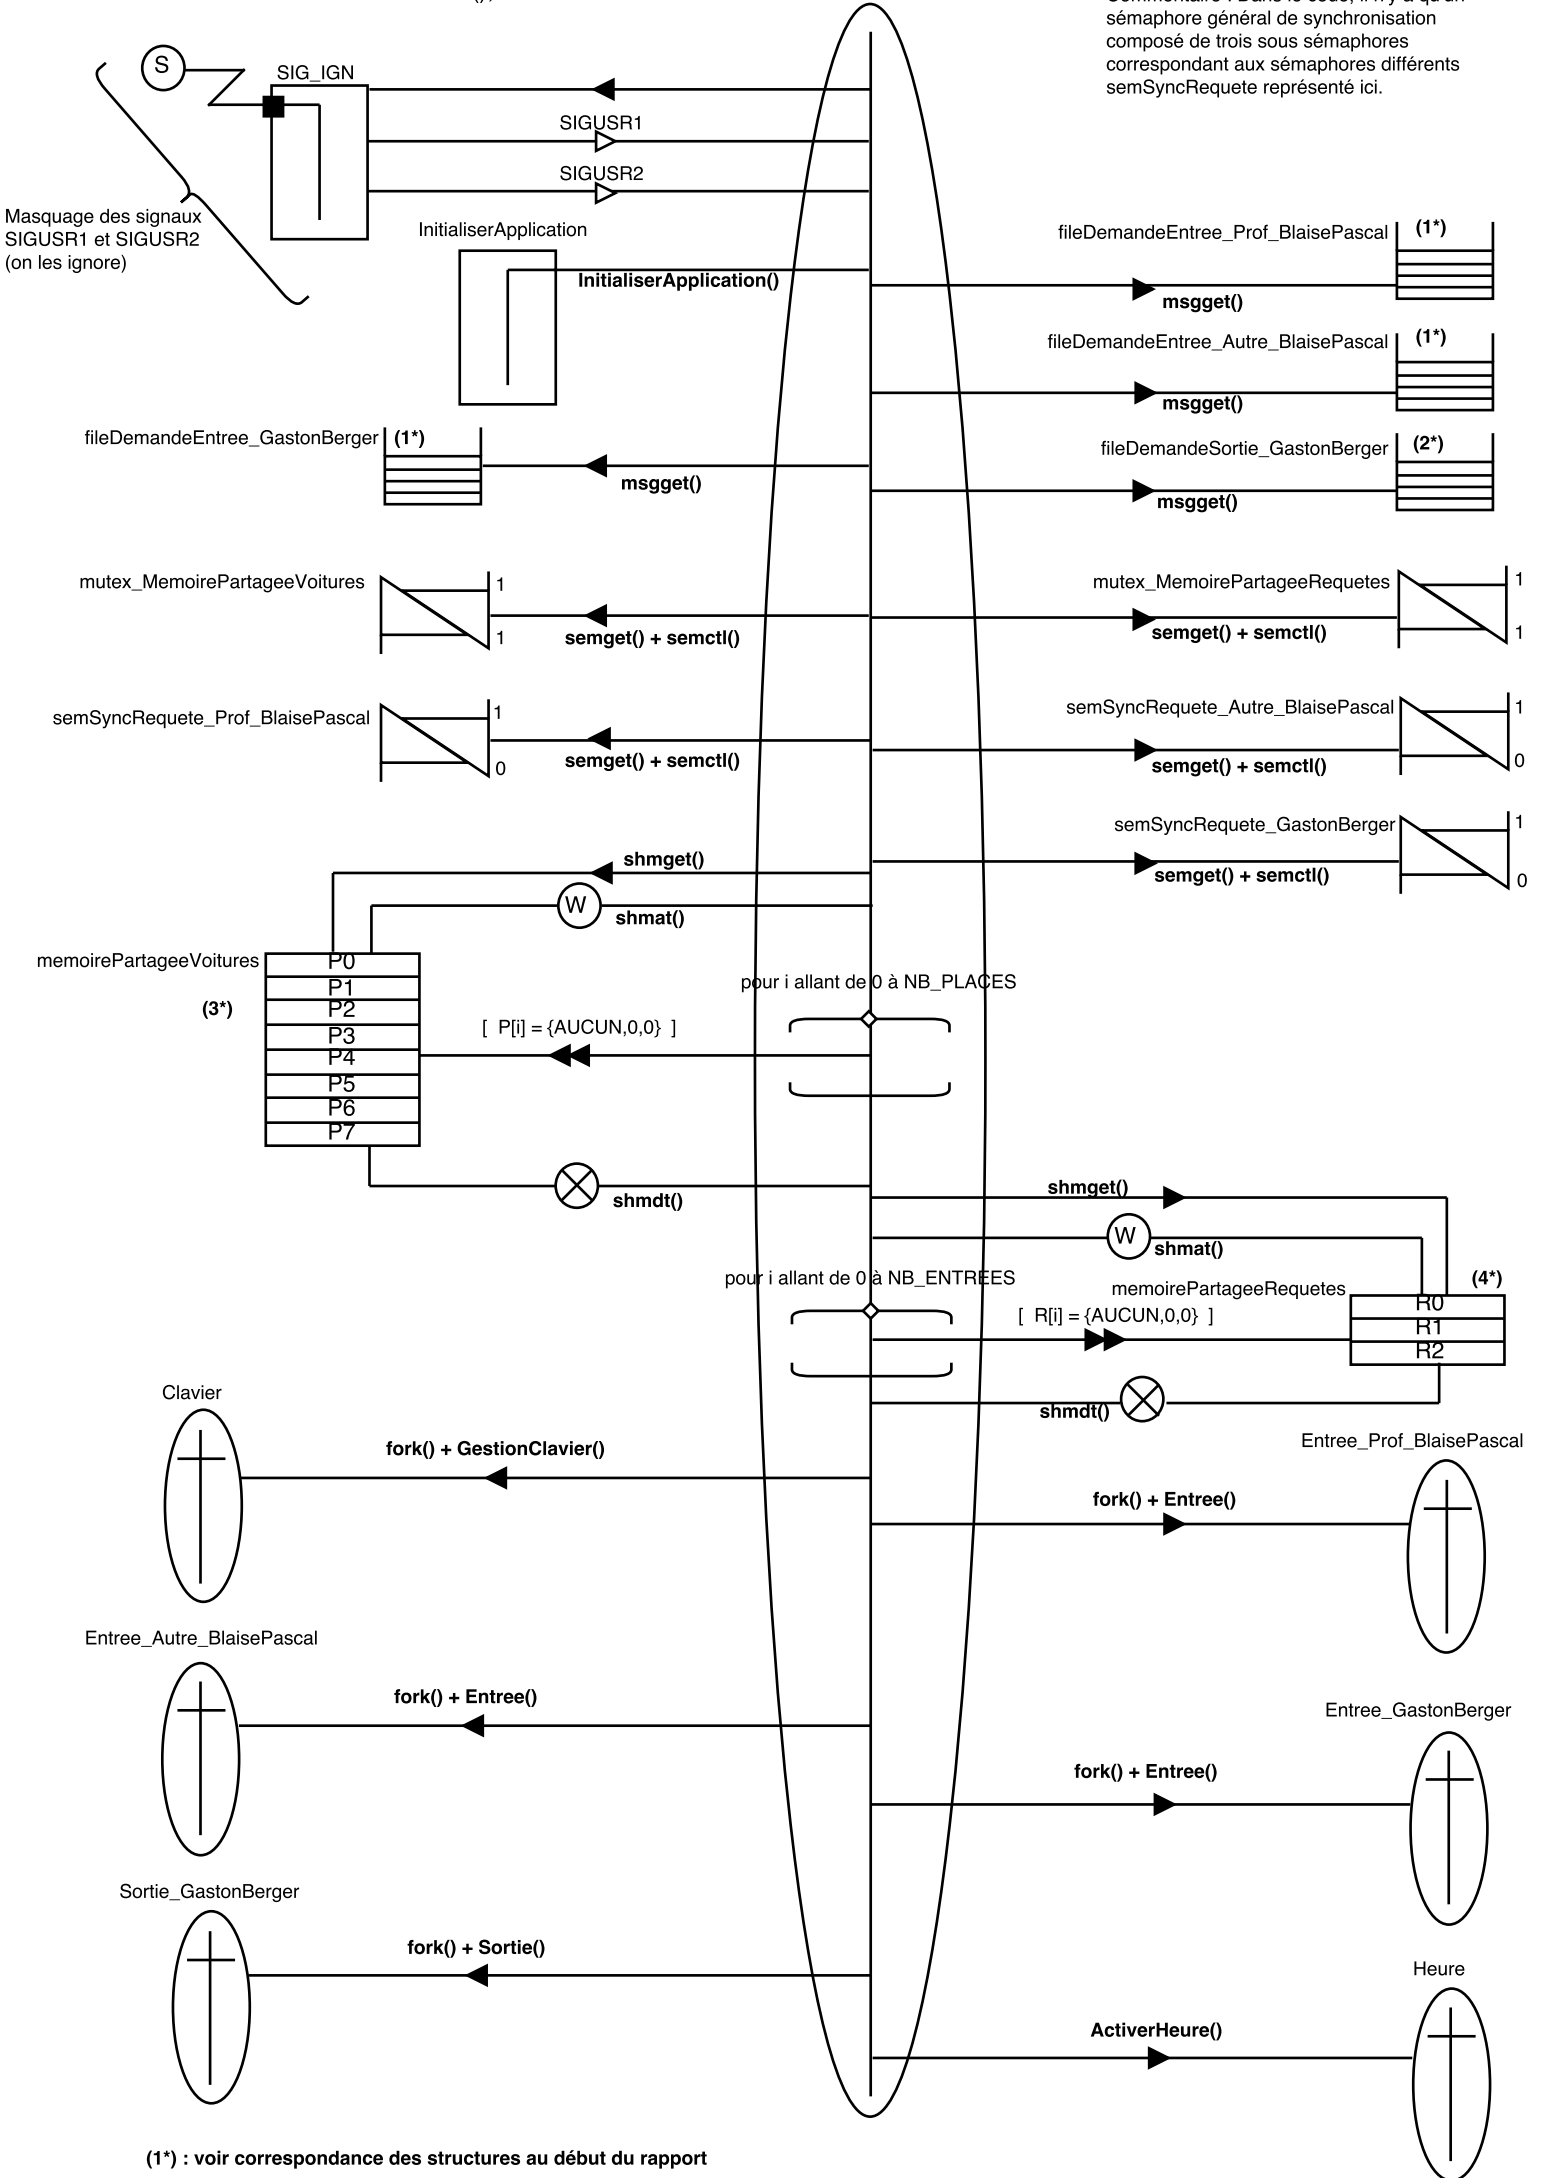 sémaphore général de synchronisation
composé de trois sous sémaphores
correspondant aux sémaphores différents
semSyncRequete représenté ici.
S
SIG_IGN
SIGUSR1
SIGUSR2
Masquage des signaux
SIGUSR1 et SIGUSR2
(on les ignore)
InitialiserApplication
InitialiserApplication()
fileDemandeEntree_Prof_BlaisePascal
(1*)
msgget()
fileDemandeEntree_Autre_BlaisePascal
(1*)
msgget()
fileDemandeEntree_GastonBerger
(1*)
msgget()
fileDemandeSortie_GastonBerger
(2*)
msgget()
mutex_MemoirePartageeVoitures
1
1
semget() + semctl()
mutex_MemoirePartageeRequetes
1
1
semget() + semctl()
semSyncRequete_Prof_BlaisePascal
1
0
semget() + semctl()
semSyncRequete_Autre_BlaisePascal
1
0
semget() + semctl()
semSyncRequete_GastonBerger
1
0
semget() + semctl()
shmget()
W
shmat()
memoirePartageeVoitures
(3*)
P0
P1
P2
P3
P4
P5
P6
P7
pour i allant de 0 à NB_PLACES
[ P[i] = {AUCUN,0,0} ]
shmdt()
shmget()
W
shmat()
pour i allant de 0 à NB_ENTREES
memoirePartageeRequetes
(4*)
[ R[i] = {AUCUN,0,0} ]
R0
R1
R2
shmdt()
Clavier
fork() + GestionClavier()
Entree_Prof_BlaisePascal
fork() + Entree()
Entree_Autre_BlaisePascal
fork() + Entree()
Entree_GastonBerger
fork() + Entree()
Sortie_GastonBerger
fork() + Sortie()
Heure
ActiverHeure()
(1*) : voir correspondance des structures au début du rapport